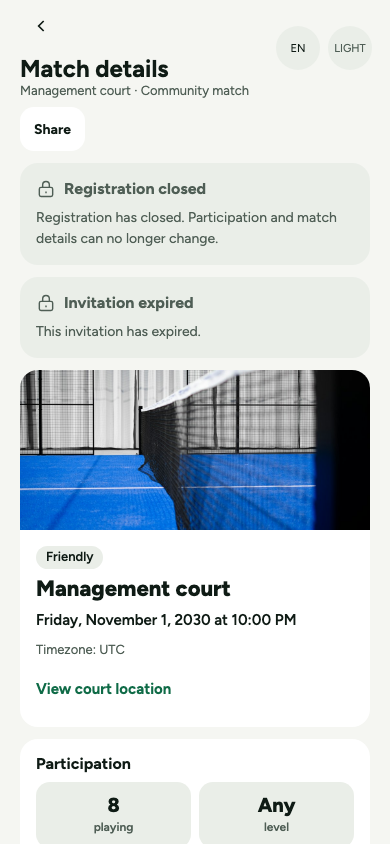 EN
LIGHT
Match details
Management court · Community match
Share
Registration closed
Registration has closed. Participation and match
details can no longer change.
Invitation expired
This invitation has expired.
Friendly
Management court
Friday, November 1, 2030 at 10:00 PM
Timezone: UTC
View court location
Participation
8
playing
Any
level